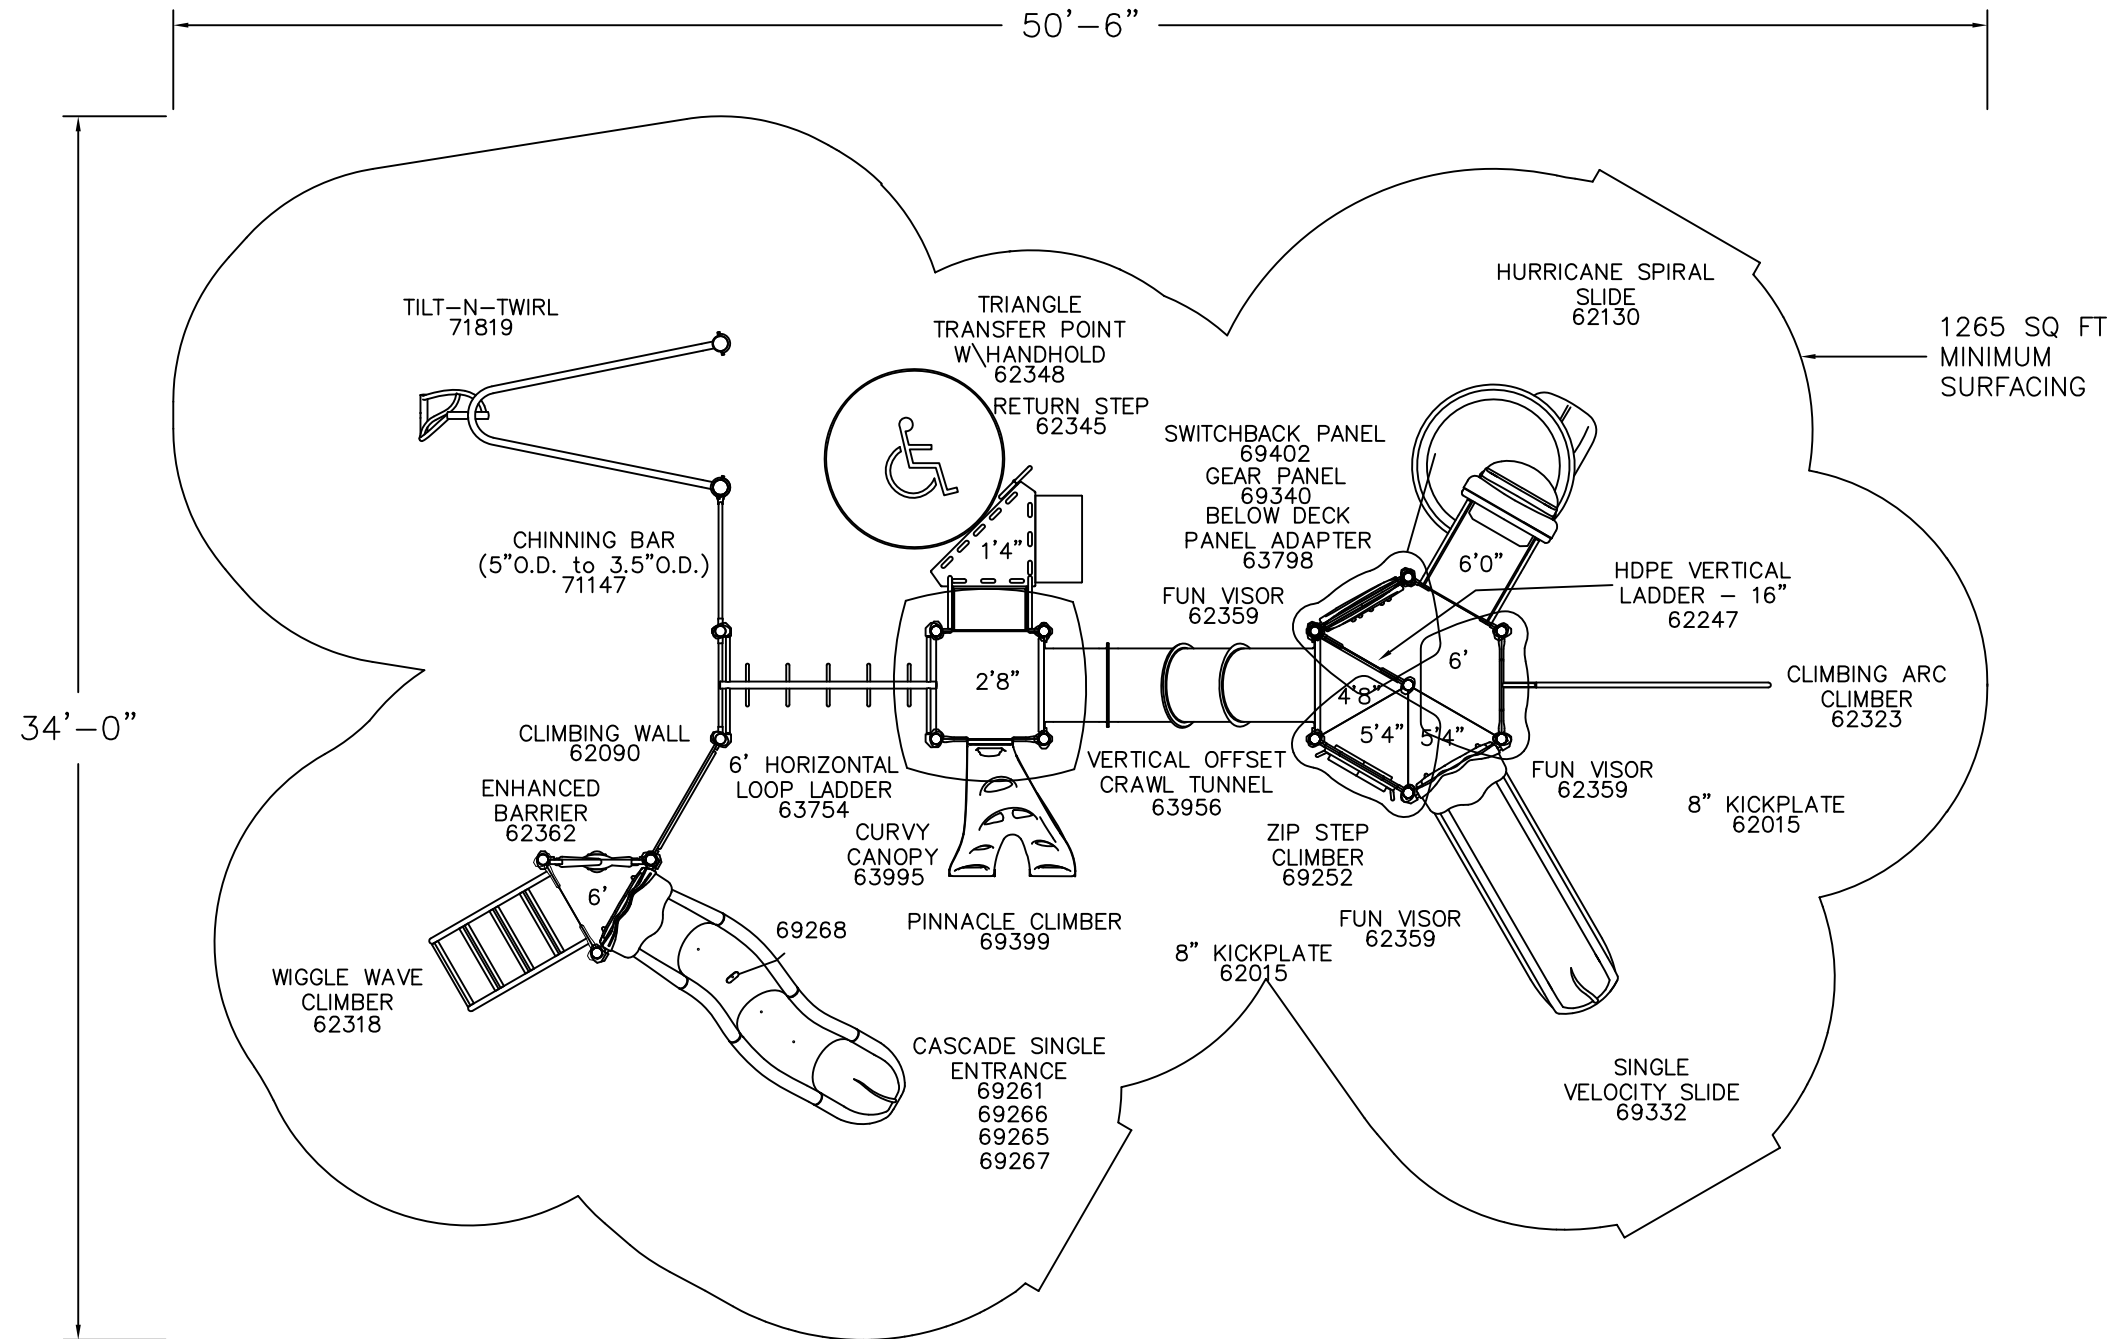 50'-6"
34'-0"
TILT-N-TWIRL
71819
TRIANGLE
TRANSFER POINT
W\HANDHOLD
62348
RETURN STEP
62345
HURRICANE SPIRAL
SLIDE
62130
1265 SQ FT
MINIMUM
SURFACING
SWITCHBACK PANEL
69402
GEAR PANEL
69340
BELOW DECK
PANEL ADAPTER
63798
FUN VISOR
62359
CHINNING BAR
(5"O.D. to 3.5"O.D.)
71147
1'4"
6'0"
HDPE VERTICAL
LADDER - 16"
62247
2'8"
6'
4'8"
5'4"
5'4"
CLIMBING ARC
CLIMBER
62323
CLIMBING WALL
62090
6' HORIZONTAL
LOOP LADDER
63754
VERTICAL OFFSET
CRAWL TUNNEL
63956
FUN VISOR
62359
8" KICKPLATE
62015
ENHANCED
BARRIER
62362
CURVY
CANOPY
63995
ZIP STEP
CLIMBER
69252
6'
69268
PINNACLE CLIMBER
69399
FUN VISOR
62359
8" KICKPLATE
62015
WIGGLE WAVE
CLIMBER
62318
CASCADE SINGLE
ENTRANCE
69261
69266
69265
69267
SINGLE
VELOCITY SLIDE
69332